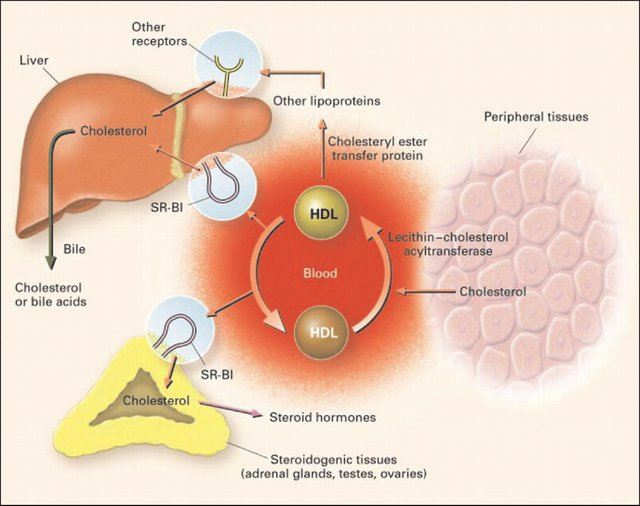 Other
receptors
Liver
Other lipoproteins
Peripheral tissues
Cholesterol
Cholesteryl ester
transfer protein
SR-BI
HDL
Lecithin–cholesterol
acyltransferase
Bile
Blood
Cholesterol
or bile acids
Cholesterol
HDL
SR-BI
Cholesterol
Steroid hormones
Steroidogenic tissues
(adrenal glands, testes, ovaries)